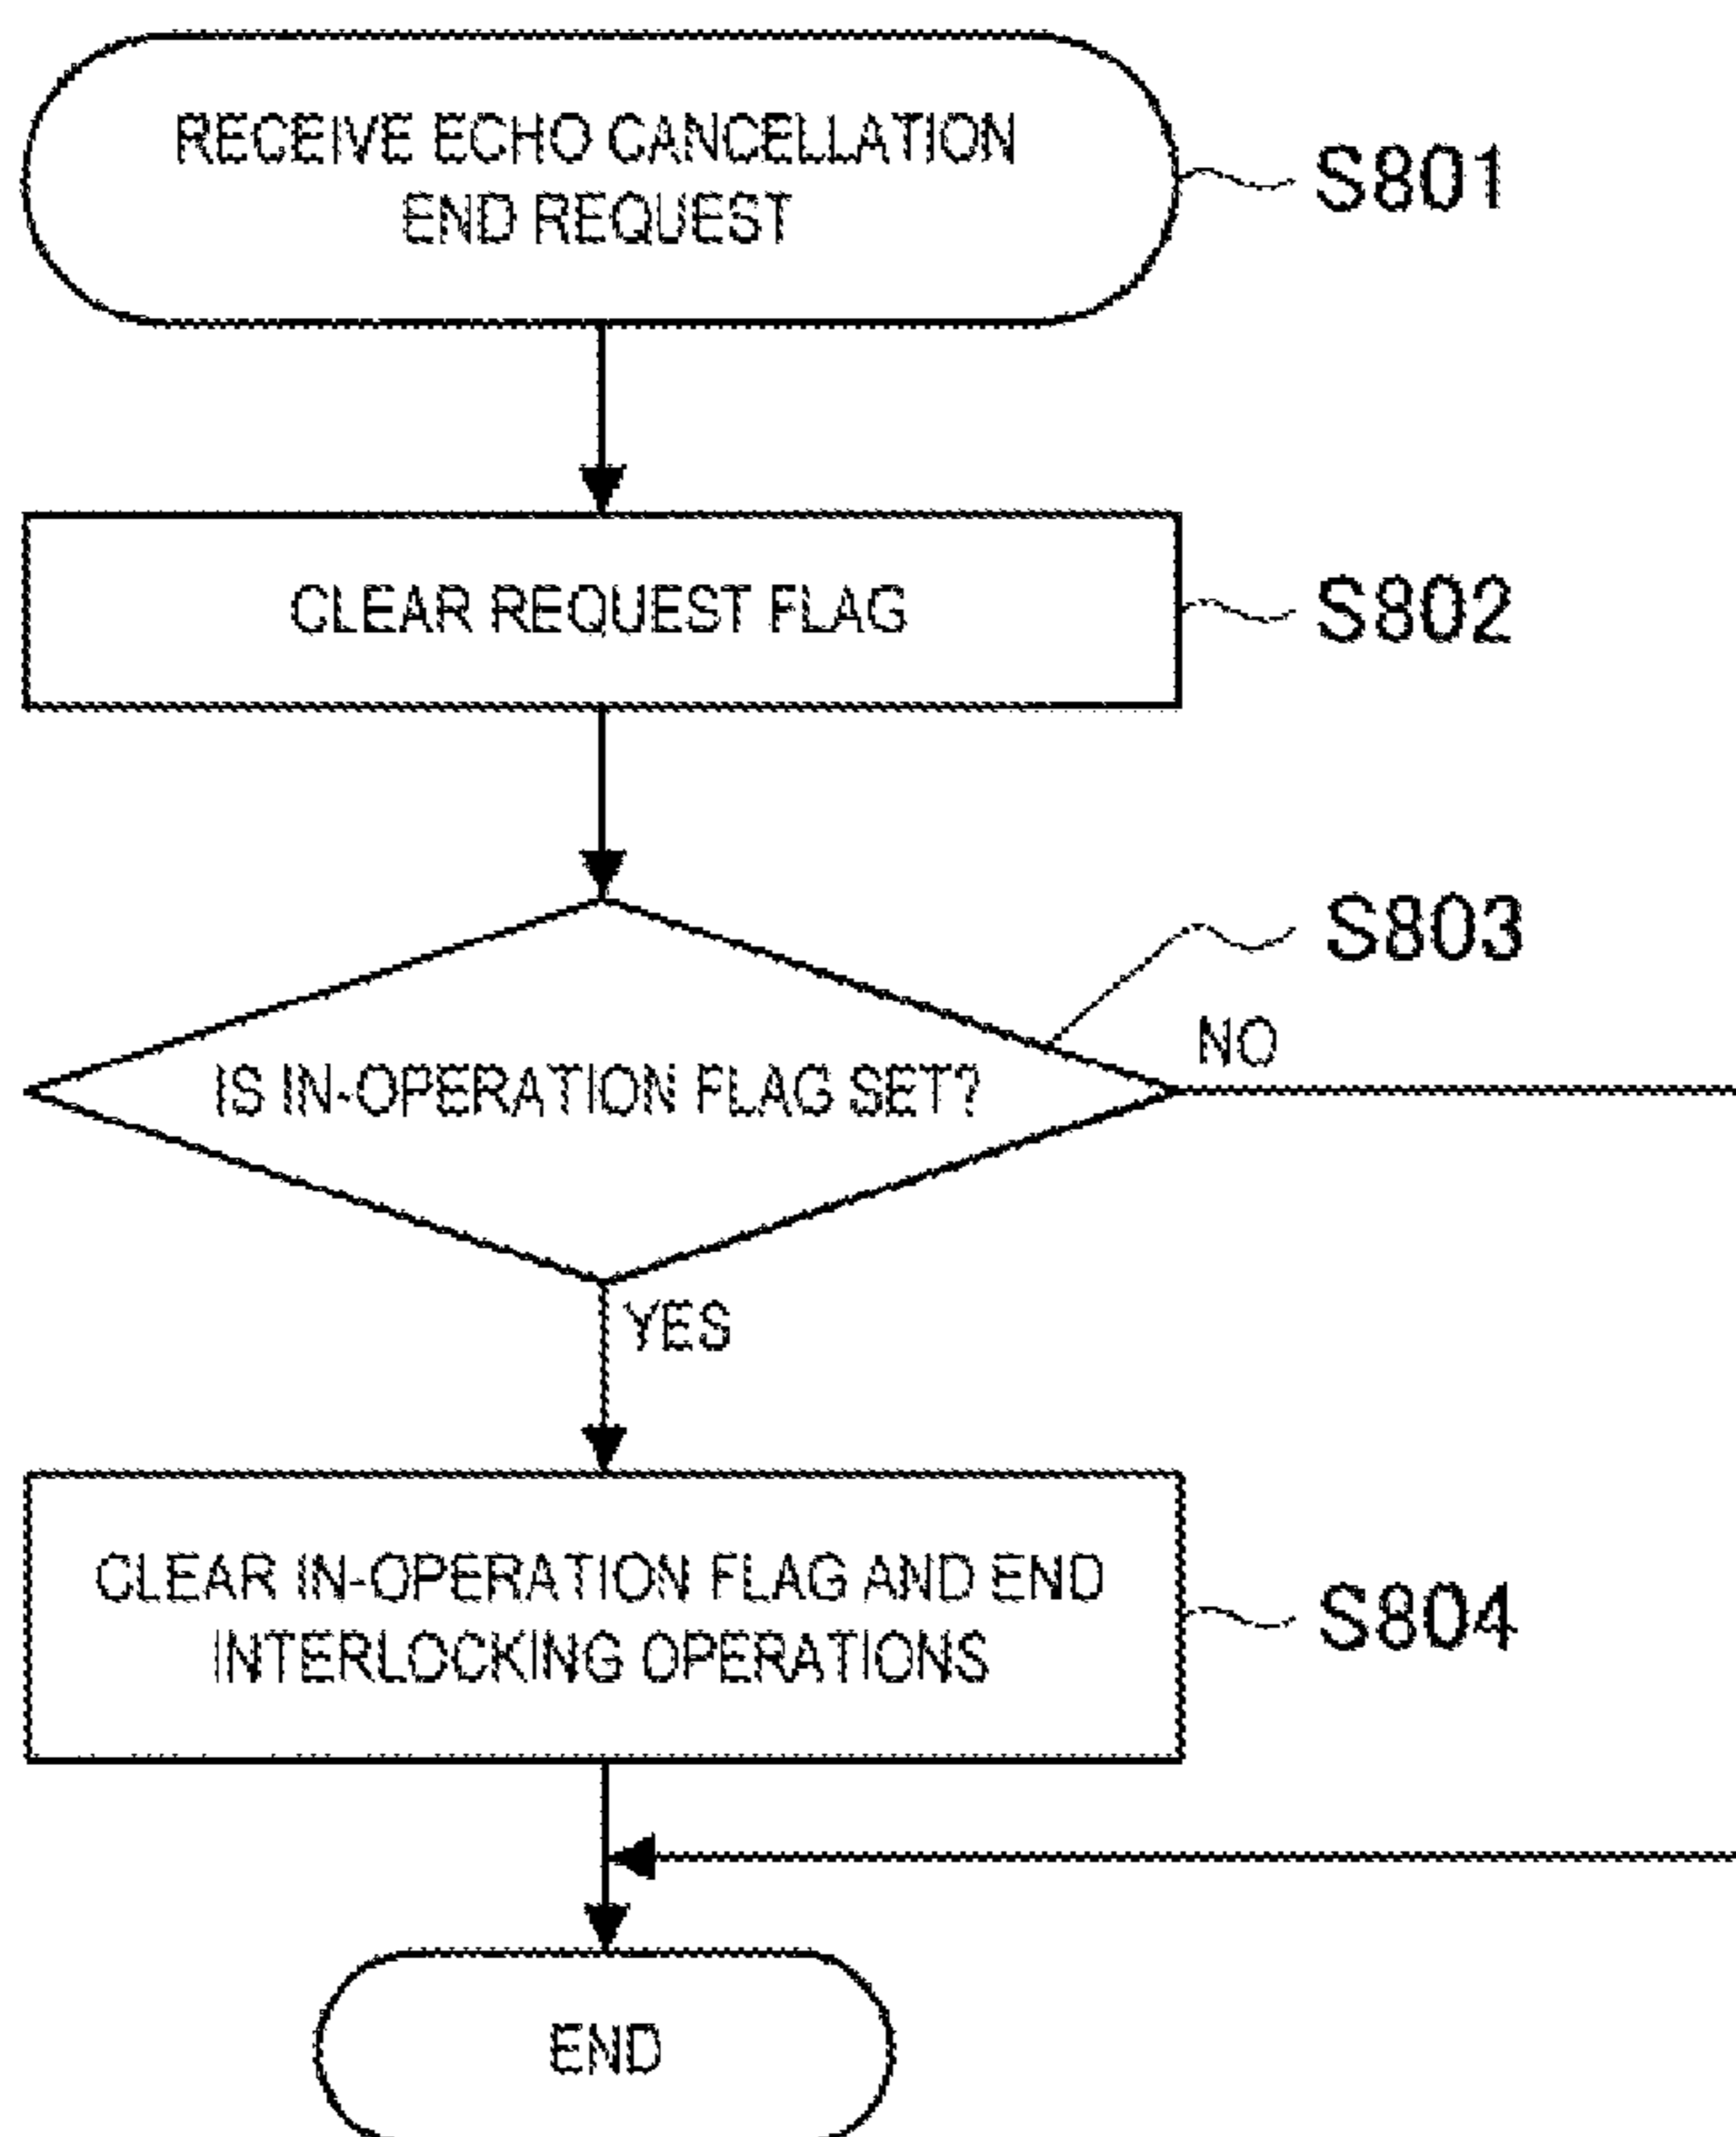 RECEIVE ECHO CANCELLATION
END REQUEST
S801
CLEAR REQUEST FLAG
S802
S803
NO
IS IN-OPERATION FLAG SET?
YES
CLEAR IN-OPERATION FLAG AND END
INTERLOCKING OPERATIONS
S804
END